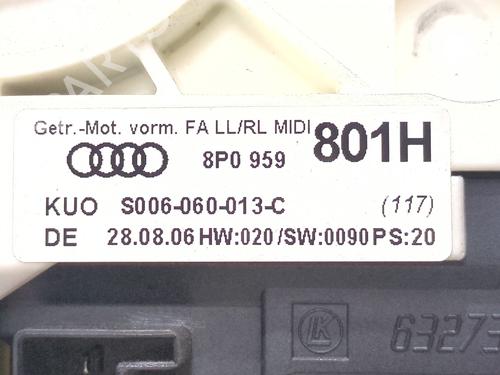 Getr.-Mot. vorm. FA LL/RL MIDI
8P0 959 801H
KUO S006-060-013-C (117)
DE 28.08.06 HW:020/SW:0090 PS:20
LK 63273